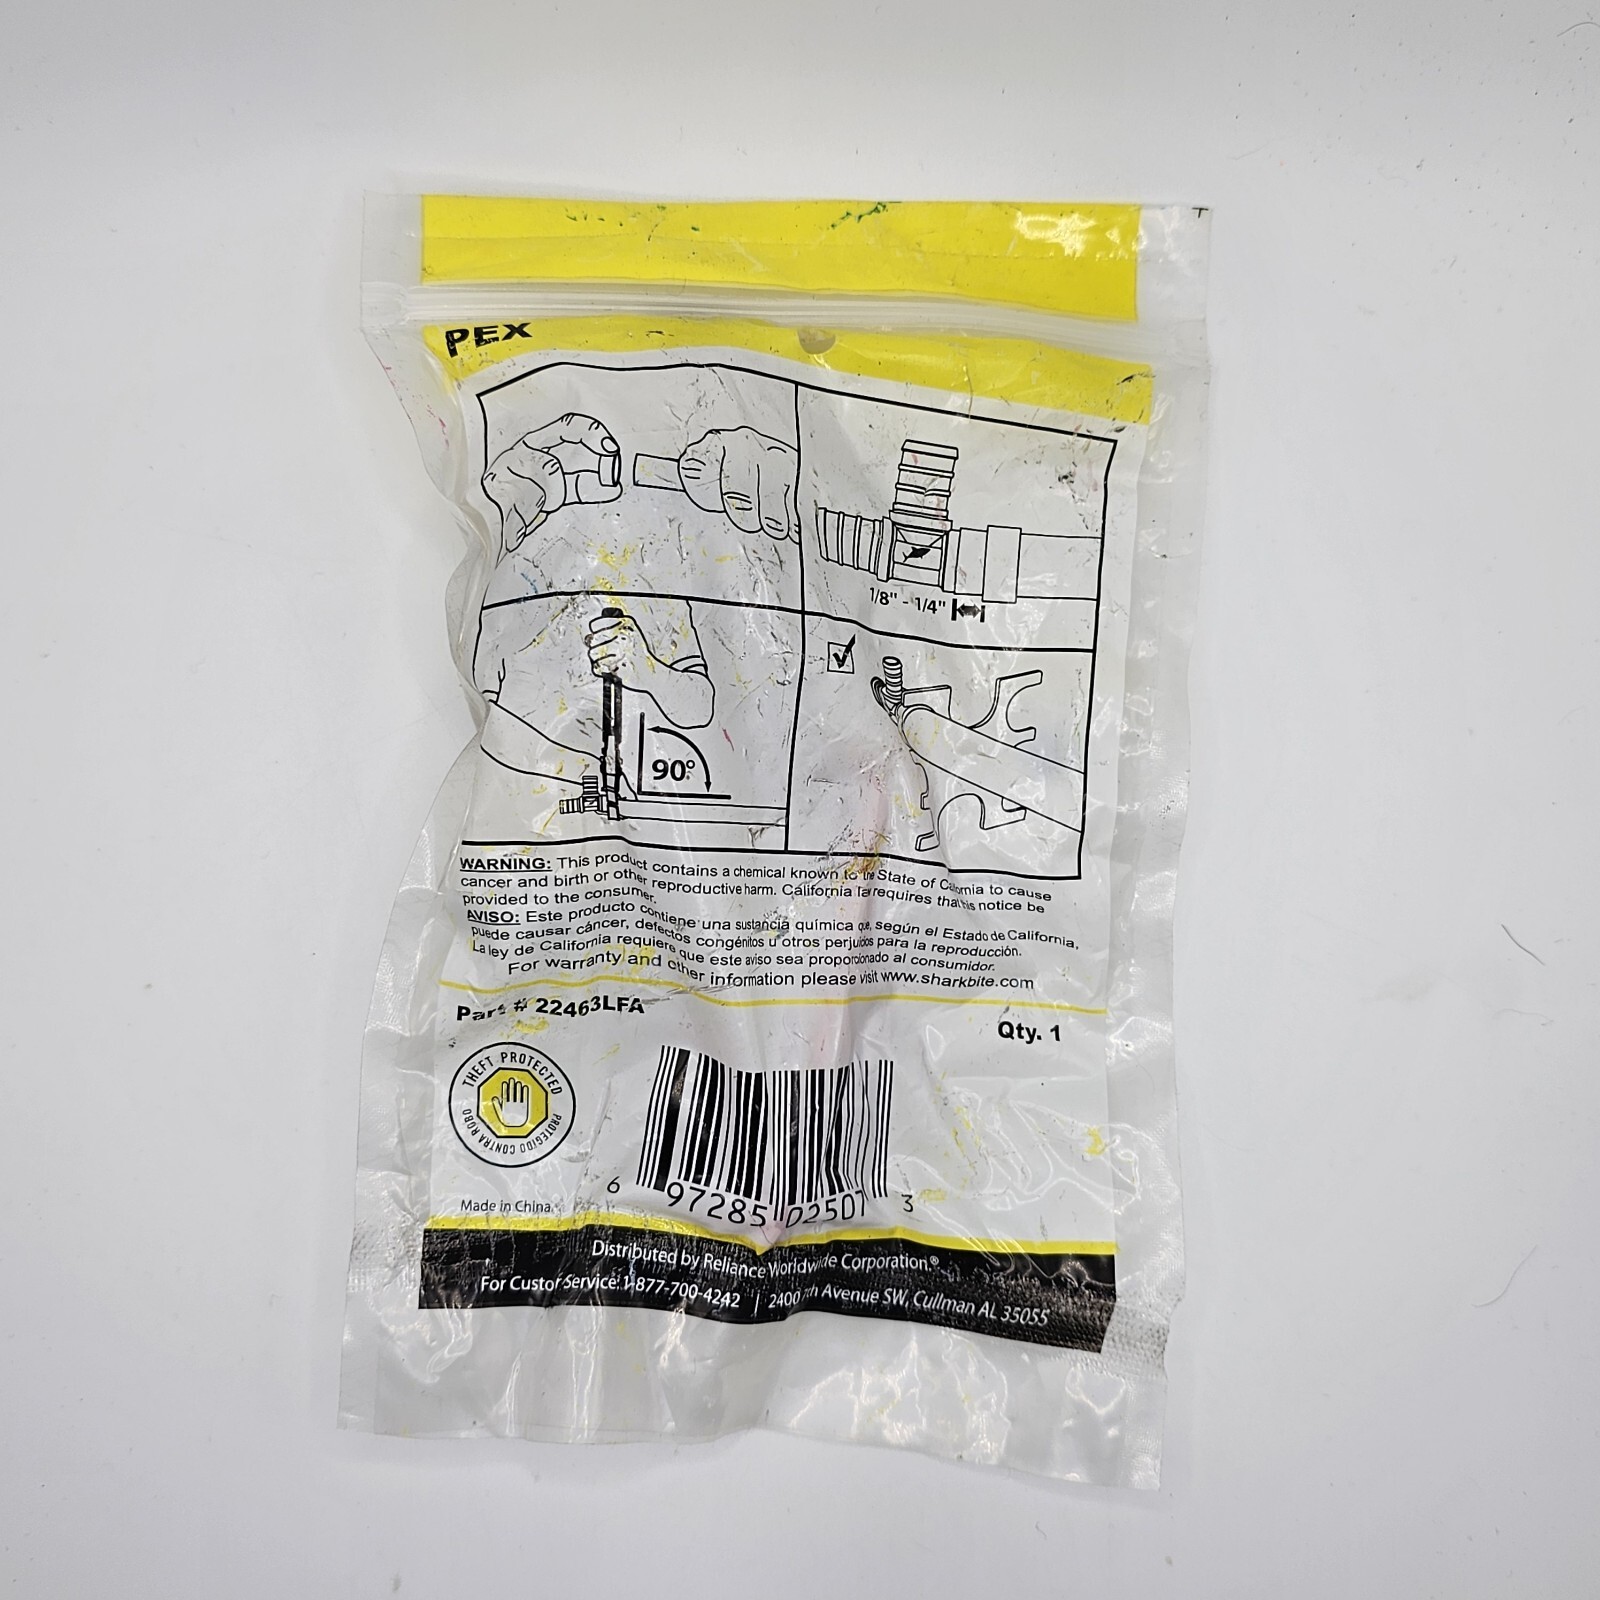 PEX
1/8" - 1/4"
90°
WARNING: This product contains a chemical known to the State of California to cause
cancer and birth or other reproductive harm. California law requires that this notice be
provided to the consumer.
AVISO: Este producto contiene una sustancia química que, según el Estado de California,
puede causar cáncer, defectos congénitos u otros perjuicios para la reproducción.
La ley de California requiere que este aviso sea proporcionado al consumidor.
For warranty and other information please visit www.sharkbite.com
Part # 22463LFA
Qty. 1
THEFT PROTECTED
PROTEGIDO CONTRA ROBO
6 97285 02507 3
Made in China.
Distributed by Reliance Worldwide Corporation.®
For Custo Service: 1-877-700-4242 | 2400 7th Avenue SW, Cullman AL 35055